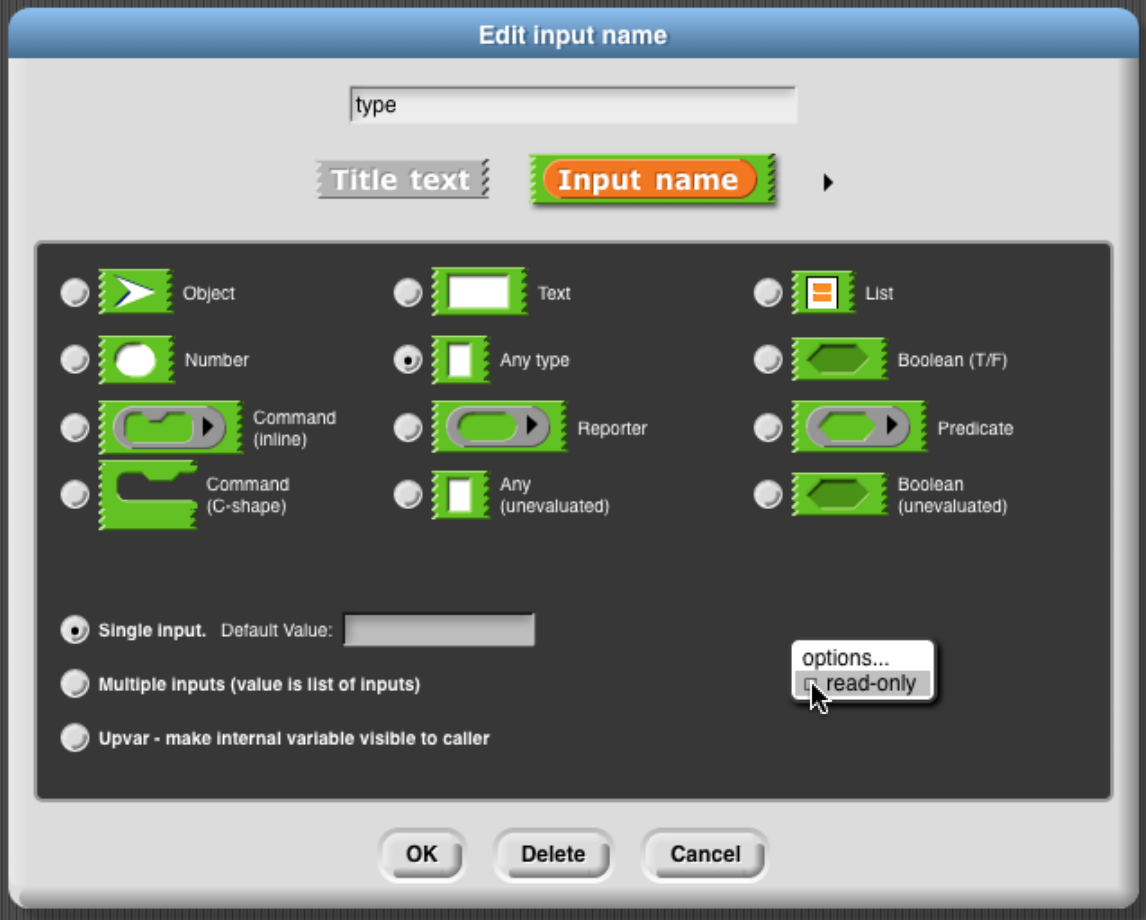 Edit input name
type
Title text
Input name
Object
Text
List
Number
Any type
Boolean (T/F)
Command
(inline)
Reporter
Predicate
Command
(C-shape)
Any
(unevaluated)
Boolean
(unevaluated)
Single input. Default Value:
options...
read-only
Multiple inputs (value is list of inputs)
Upvar - make internal variable visible to caller
OK
Delete
Cancel